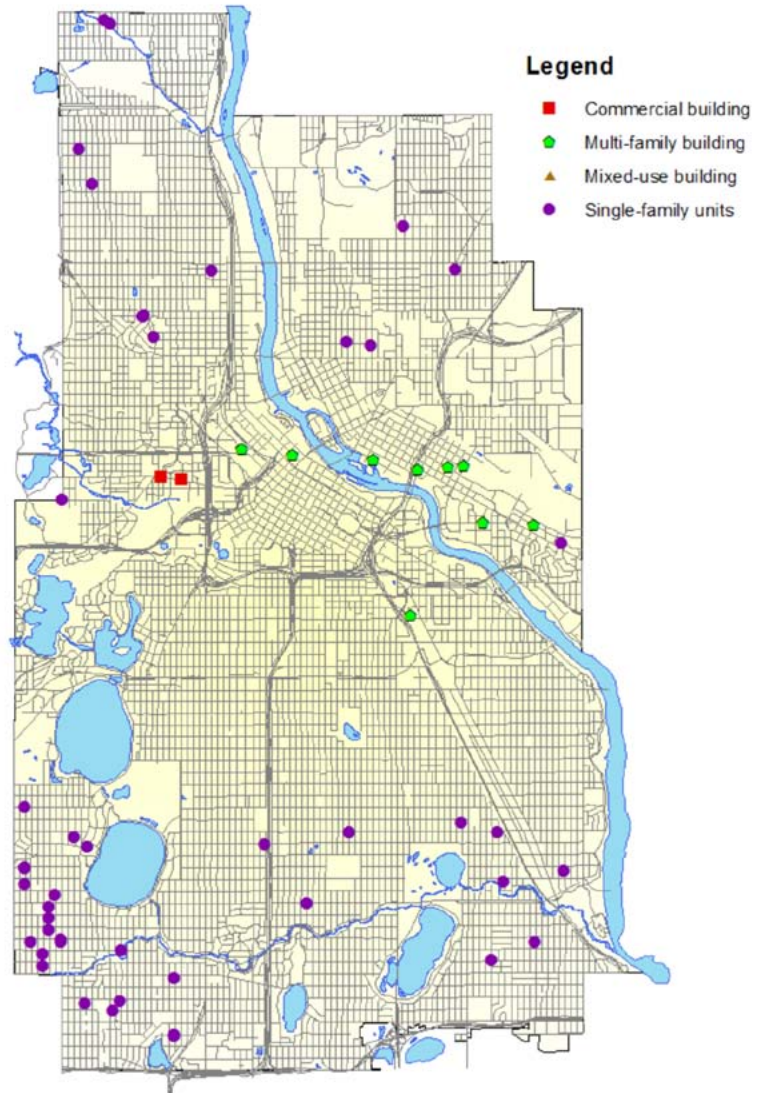 Legend
Commercial building
Multi-family building
Mixed-use building
Single-family units